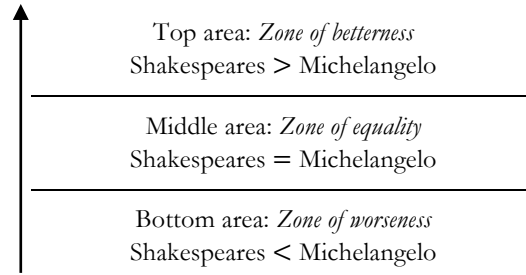 Top area: Zone of betterness
Shakespeares > Michelangelo
Middle area: Zone of equality
Shakespeares = Michelangelo
Bottom area: Zone of worseness
Shakespeares < Michelangelo